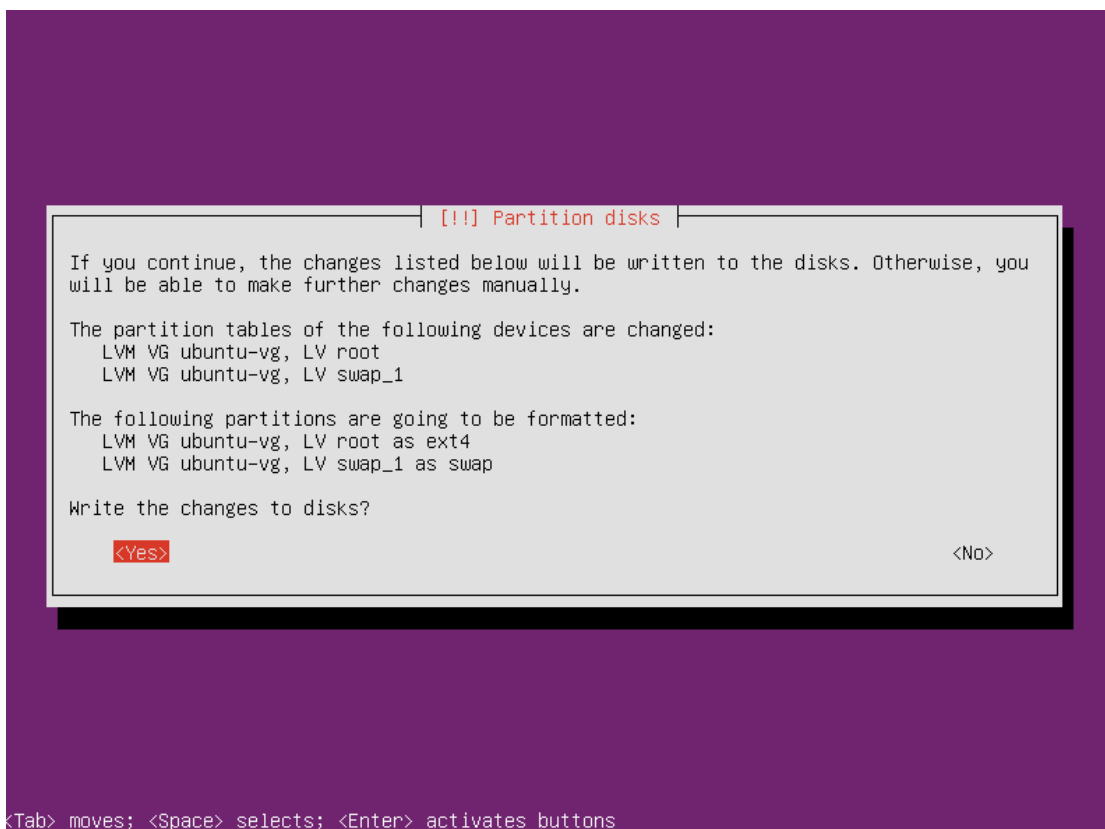 [!!] Partition disks
If you continue, the changes listed below will be written to the disks. Otherwise, you
will be able to make further changes manually.
The partition tables of the following devices are changed:
LVM VG ubuntu-vg, LV root
LVM VG ubuntu-vg, LV swap_1
The following partitions are going to be formatted:
LVM VG ubuntu-vg, LV root as ext4
LVM VG ubuntu-vg, LV swap_1 as swap
Write the changes to disks?
<Yes> <No>
<Tab> moves; <Space> selects; <Enter> activates buttons